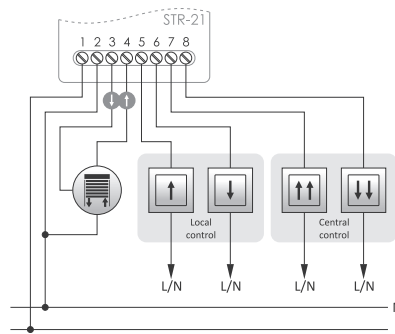 STR-21
1 2 3 4 5 6 7 8
Local
control
Central
control
L/N L/N L/N L/N